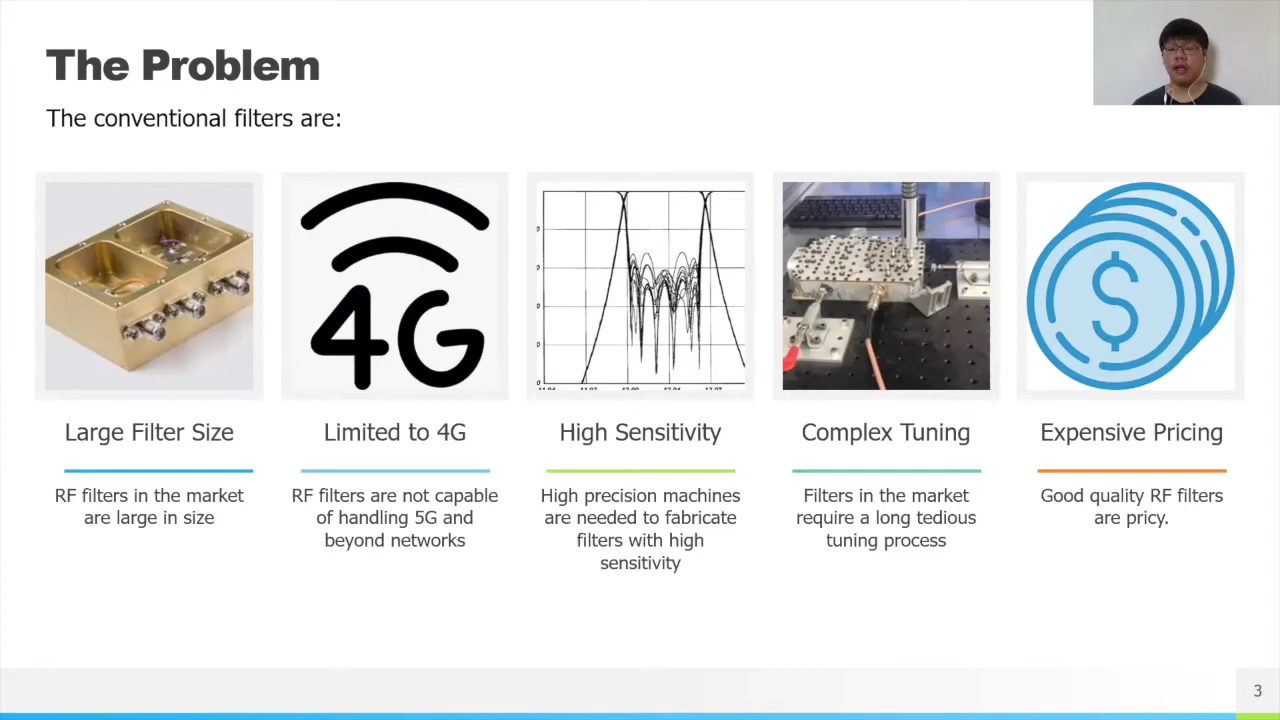 The Problem
The conventional filters are:
4G
Large Filter Size
Limited to 4G
High Sensitivity
Complex Tuning
Expensive Pricing
RF filters in the market
are large in size
RF filters are not capable
of handling 5G and
beyond networks
High precision machines
are needed to fabricate
filters with high
sensitivity
Filters in the market
require a long tedious
tuning process
Good quality RF filters
are pricy.
3